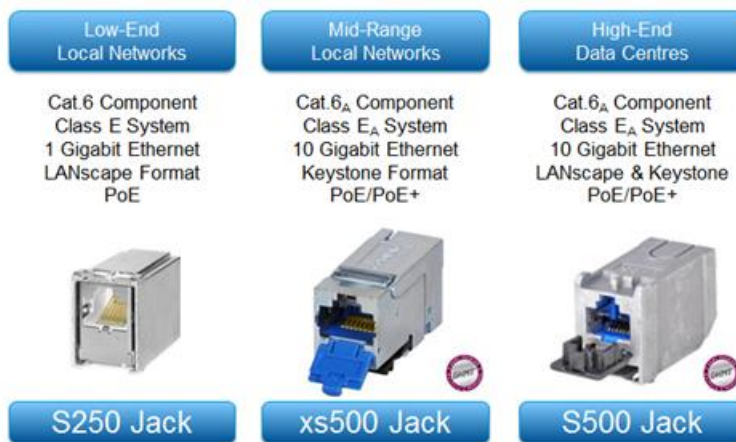 Low-End
Local Networks
Cat.6 Component
Class E System
1 Gigabit Ethernet
LANscape Format
PoE
S250 Jack
Mid-Range
Local Networks
Cat.6A Component
Class EA System
10 Gigabit Ethernet
Keystone Format
PoE/PoE+
xs500 Jack
High-End
Data Centres
Cat.6A Component
Class EA System
10 Gigabit Ethernet
LANscape & Keystone
PoE/PoE+
S500 Jack